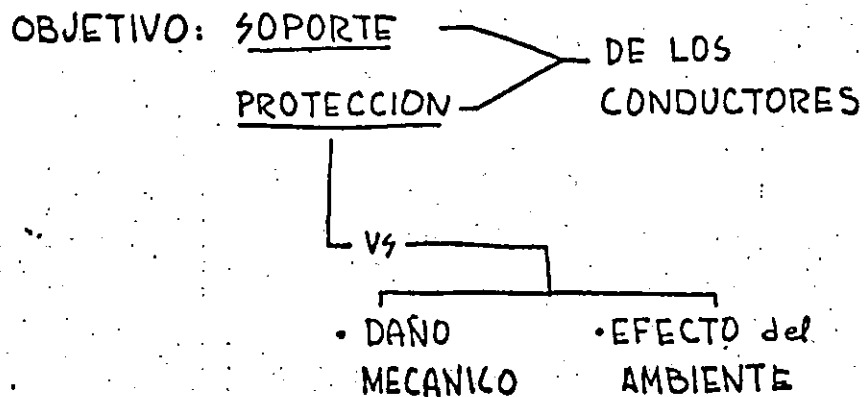 OBJETIVO: SOPORTE
DE LOS
PROTECCION
CONDUCTORES
Vs
• DAÑO
MECANICO
• EFECTO del
AMBIENTE